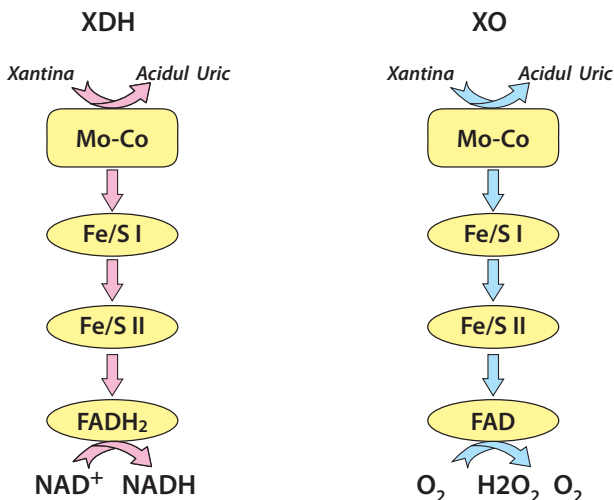 XDH
Xantina Acidul Uric
Mo-Co
Fe/S I
Fe/S II
FADH₂
NAD⁺ NADH
XO
Xantina Acidul Uric
Mo-Co
Fe/S I
Fe/S II
FAD
O₂ H2O₂ O₂